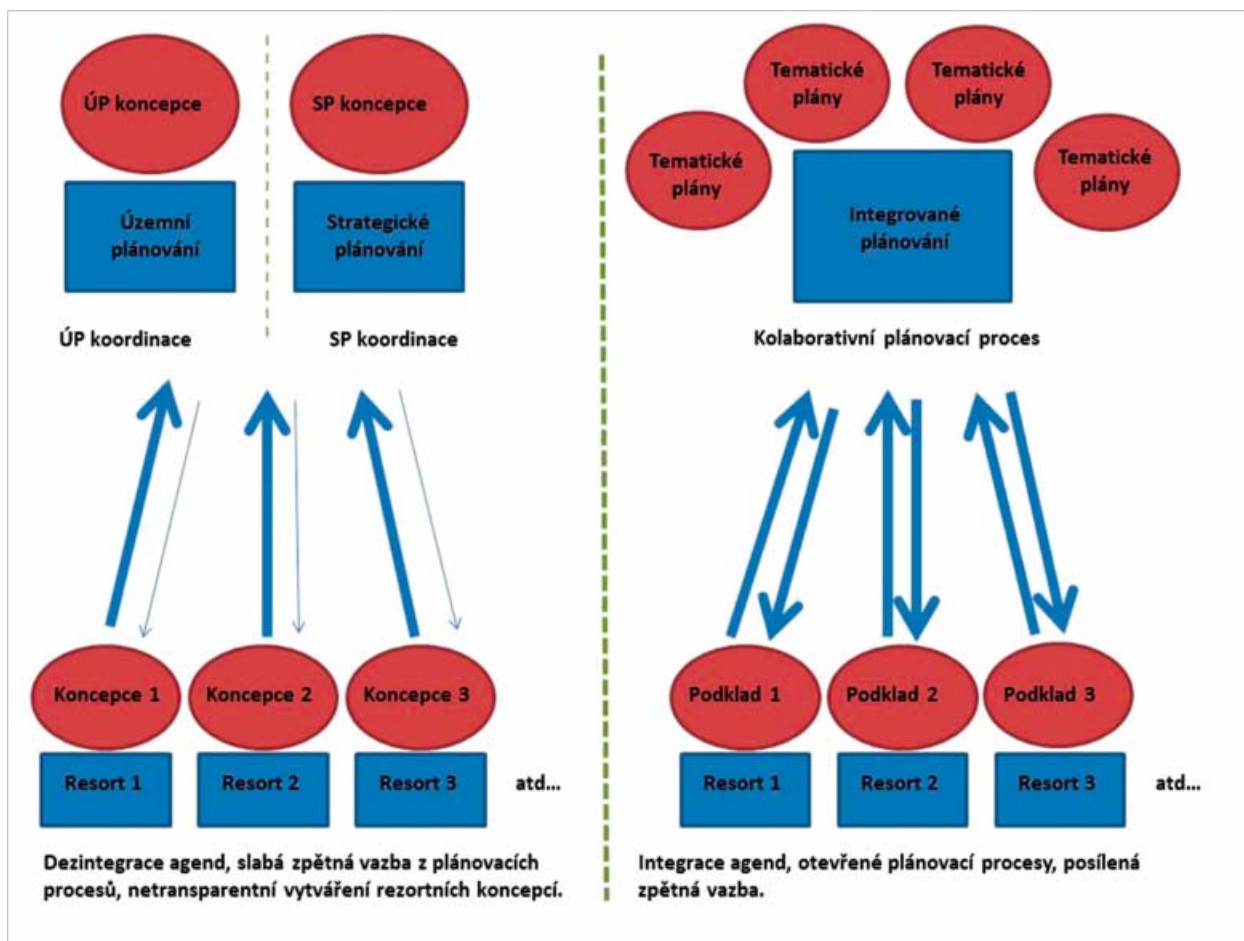 ÚP koncepce
SP koncepce
Územní
plánování
Strategické
plánování
ÚP koordinace
SP koordinace
Koncepce 1
Koncepce 2
Koncepce 3
Resort 1
Resort 2
Resort 3
atd...
Dezintegrace agend, slabá zpětná vazba z plánovacích
procesů, netransparentní vytváření rezortních koncepcí.
Tematické
plány
Tematické
plány
Tematické
plány
Tematické
plány
Integrované
plánování
Kolaborativní plánovací proces
Podklad 1
Podklad 2
Podklad 3
Resort 1
Resort 2
Resort 3
atd...
Integrace agend, otevřené plánovací procesy, posílená
zpětná vazba.